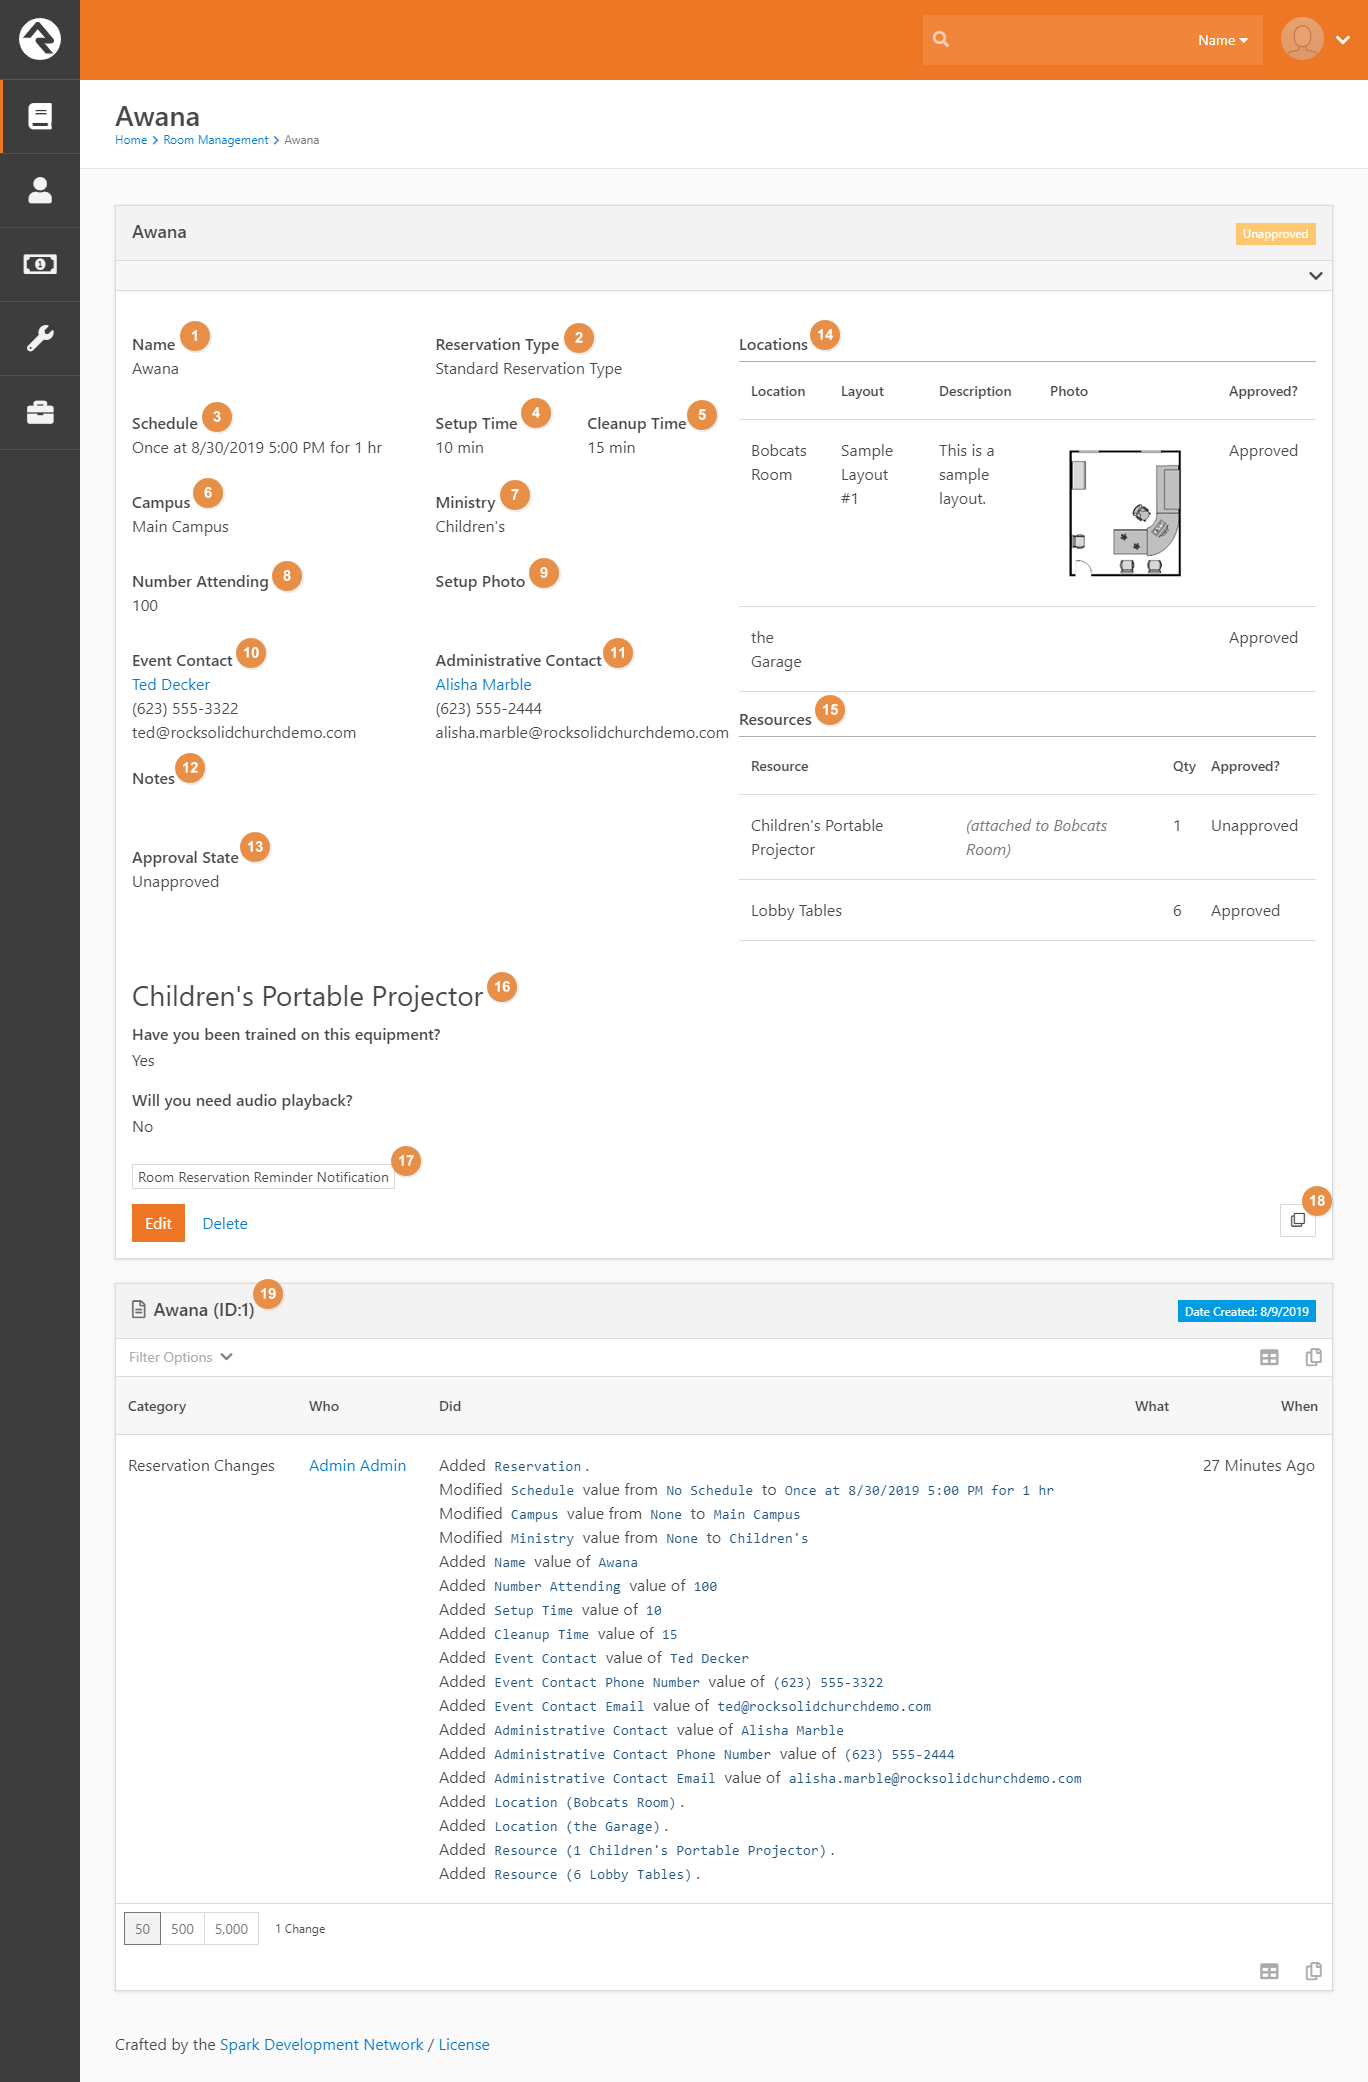 Name
Awana
Home > Room Management > Awana
Awana
Unapproved
Name 1
Awana
Reservation Type 2
Standard Reservation Type
Schedule 3
Once at 8/30/2019 5:00 PM for 1 hr
Setup Time 4
10 min
Cleanup Time 5
15 min
Campus 6
Main Campus
Ministry 7
Children's
Number Attending 8
100
Setup Photo 9
Event Contact 10
Ted Decker
(623) 555-3322
ted@rocksolidchurchdemo.com
Administrative Contact 11
Alisha Marble
(623) 555-2444
alisha.marble@rocksolidchurchdemo.com
Notes 12
Approval State 13
Unapproved
Locations 14
Location Layout Description Photo Approved?
Bobcats Sample This is a Approved
Room Layout sample
#1 layout.
the Approved
Garage
Resources 15
Resource Qty Approved?
Children's Portable (attached to Bobcats 1 Unapproved
Projector Room)
Lobby Tables 6 Approved
Children's Portable Projector 16
Have you been trained on this equipment?
Yes
Will you need audio playback?
No
Room Reservation Reminder Notification 17
Edit Delete 18
Awana (ID:1) 19
Date Created: 8/9/2019
Filter Options
Category Who Did What When
Reservation Changes Admin Admin Added Reservation. 27 Minutes Ago
Modified Schedule value from No Schedule to Once at 8/30/2019 5:00 PM for 1 hr
Modified Campus value from None to Main Campus
Modified Ministry value from None to Children's
Added Name value of Awana
Added Number Attending value of 100
Added Setup Time value of 10
Added Cleanup Time value of 15
Added Event Contact value of Ted Decker
Added Event Contact Phone Number value of (623) 555-3322
Added Event Contact Email value of ted@rocksolidchurchdemo.com
Added Administrative Contact value of Alisha Marble
Added Administrative Contact Phone Number value of (623) 555-2444
Added Administrative Contact Email value of alisha.marble@rocksolidchurchdemo.com
Added Location (Bobcats Room).
Added Location (the Garage).
Added Resource (1 Children's Portable Projector).
Added Resource (6 Lobby Tables).
50 500 5,000 1 Change
Crafted by the Spark Development Network / License